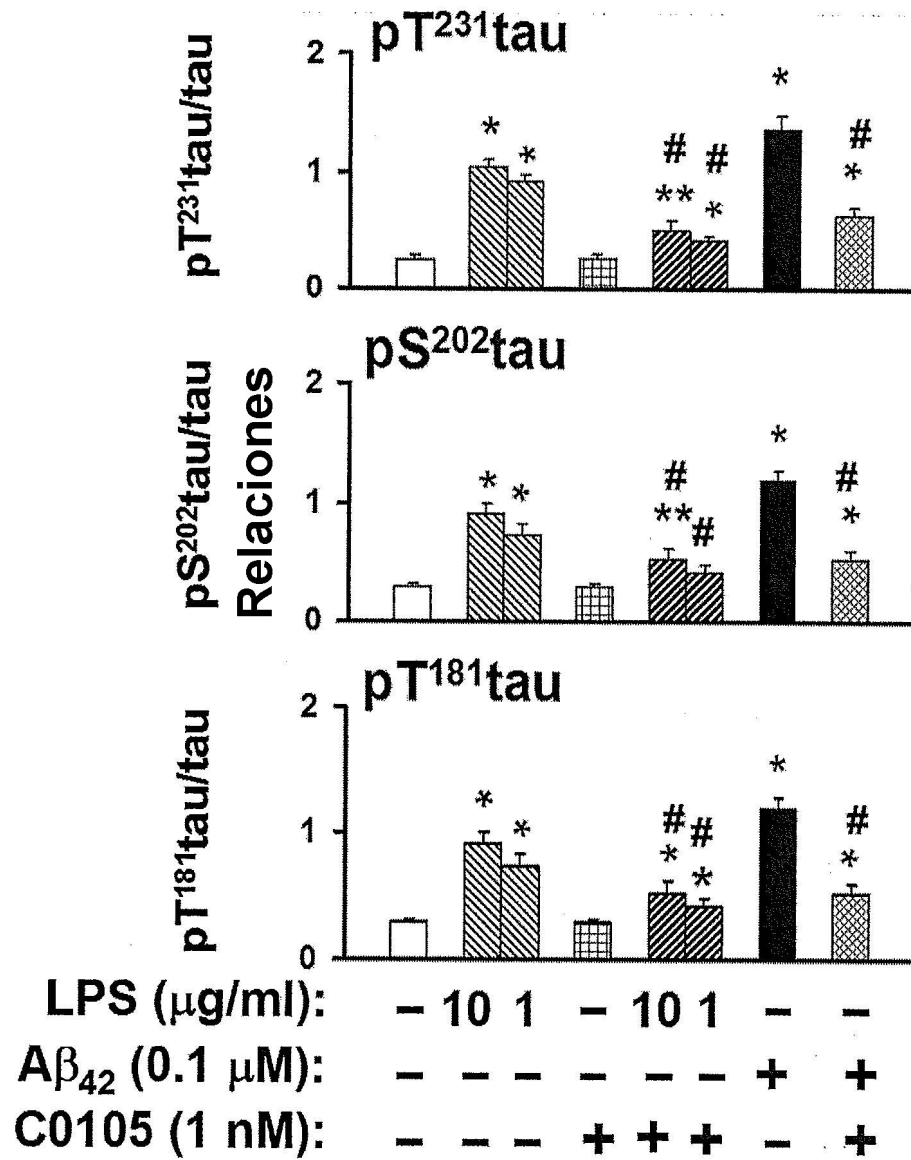 pT²³¹tau
pT²³¹tau/tau
2
1
0
* * # ** # * * # *
pS²⁰²tau
pS²⁰²tau/tau
Relaciones
2
1
0
* * # ** # * # *
pT¹⁸¹tau
pT¹⁸¹tau/tau
2
1
0
* * # * # * * # *
LPS (μg/ml): – 10 1 – 10 1 – –
Aβ₄₂ (0.1 μM): – – – – – – + +
C0105 (1 nM): – – – + + + – +